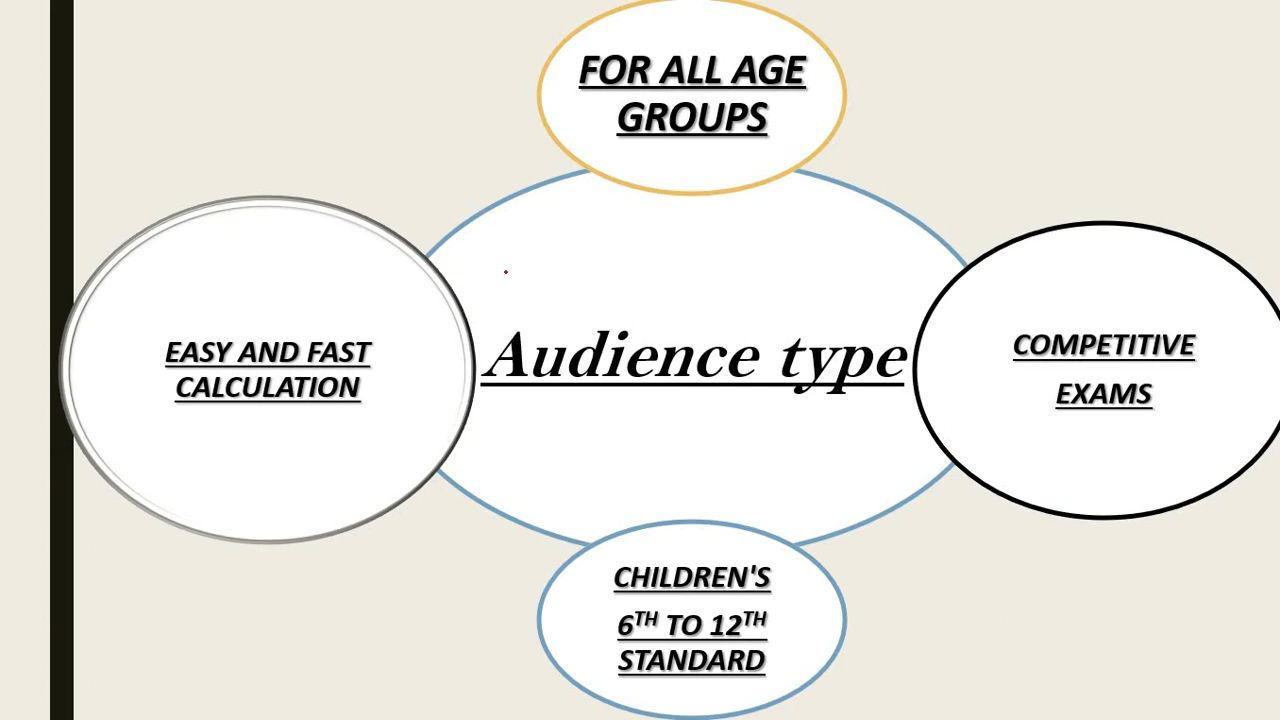 FOR ALL AGE
GROUPS
EASY AND FAST
CALCULATION
Audience type
COMPETITIVE
EXAMS
CHILDREN'S
6TH TO 12TH
STANDARD